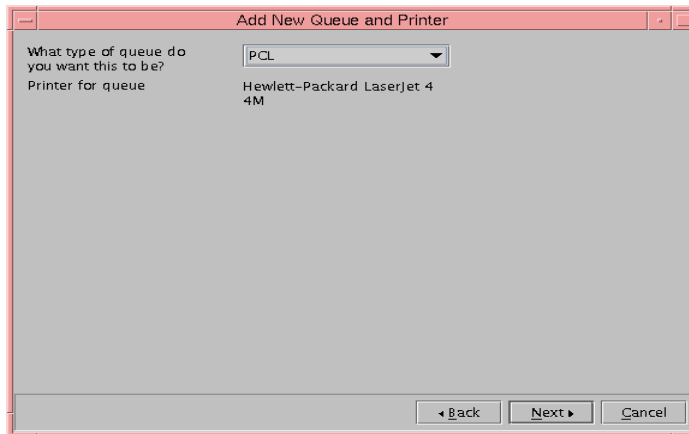 Add New Queue and Printer
What type of queue do
you want this to be?
PCL
Printer for queue
Hewlett-Packard LaserJet 4
4M
Back
Next
Cancel